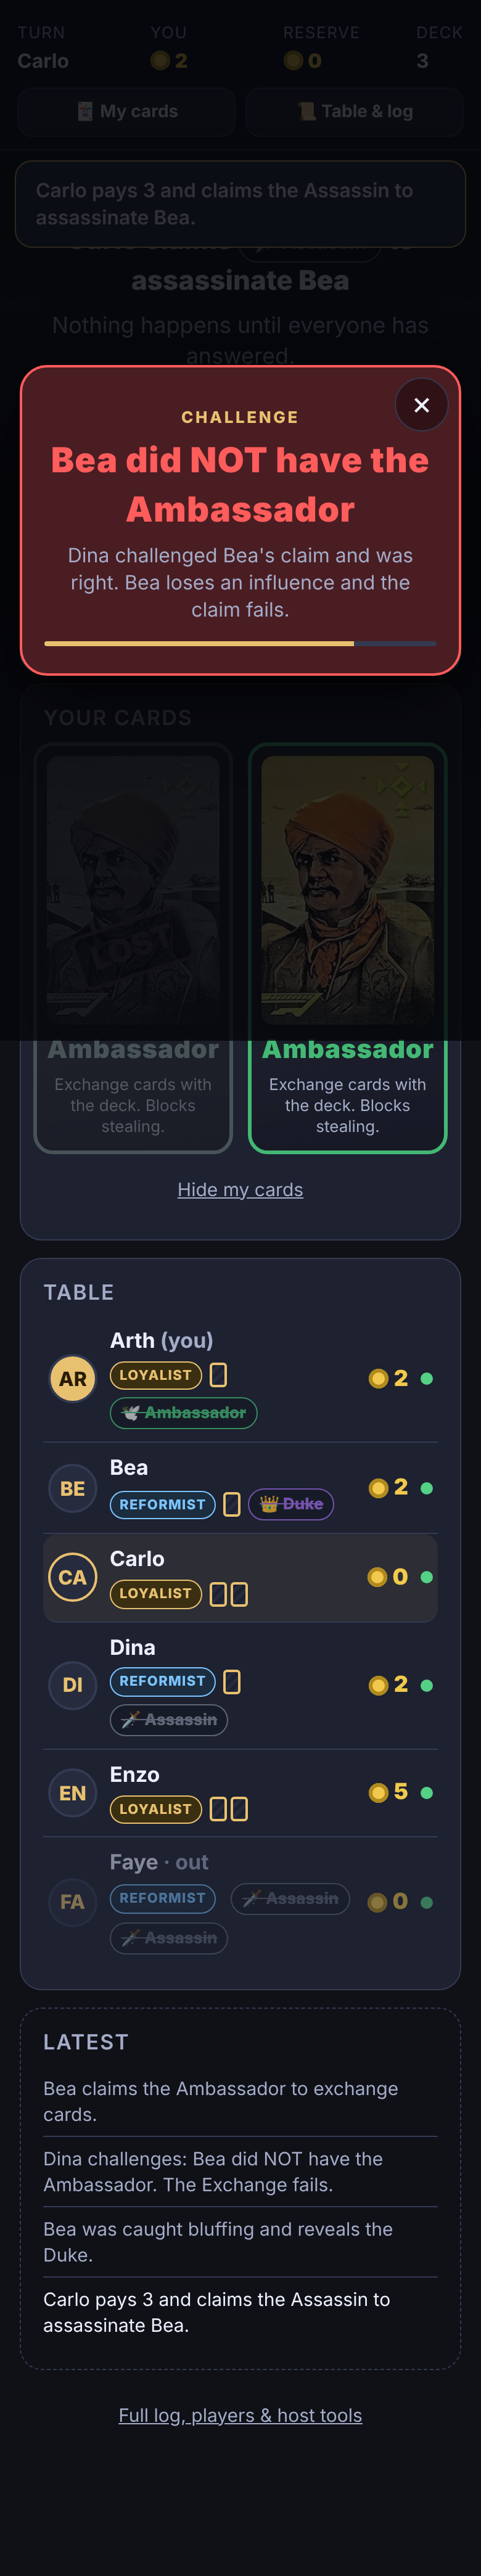 TURN
YOU
RESERVE
DECK
Carlo
2
0
3
🃏 My cards
📜 Table & log
Carlo pays 3 and claims the Assassin to
assassinate Bea.
assassinate Bea
Nothing happens until everyone has
answered.
CHALLENGE
✕
Bea did NOT have the
Ambassador
Dina challenged Bea's claim and was
right. Bea loses an influence and the
claim fails.
YOUR CARDS
LOST
Ambassador
Ambassador
Exchange cards with
the deck. Blocks
stealing.
Exchange cards with
the deck. Blocks
stealing.
Hide my cards
TABLE
AR
Arth (you)
LOYALIST
🕊️ Ambassador
2
BE
Bea
REFORMIST
👑 Duke
2
CA
Carlo
LOYALIST
0
DI
Dina
REFORMIST
🗡️ Assassin
2
EN
Enzo
LOYALIST
5
FA
Faye · out
REFORMIST
🗡️ Assassin
🗡️ Assassin
0
LATEST
Bea claims the Ambassador to exchange
cards.
Dina challenges: Bea did NOT have the
Ambassador. The Exchange fails.
Bea was caught bluffing and reveals the
Duke.
Carlo pays 3 and claims the Assassin to
assassinate Bea.
Full log, players & host tools